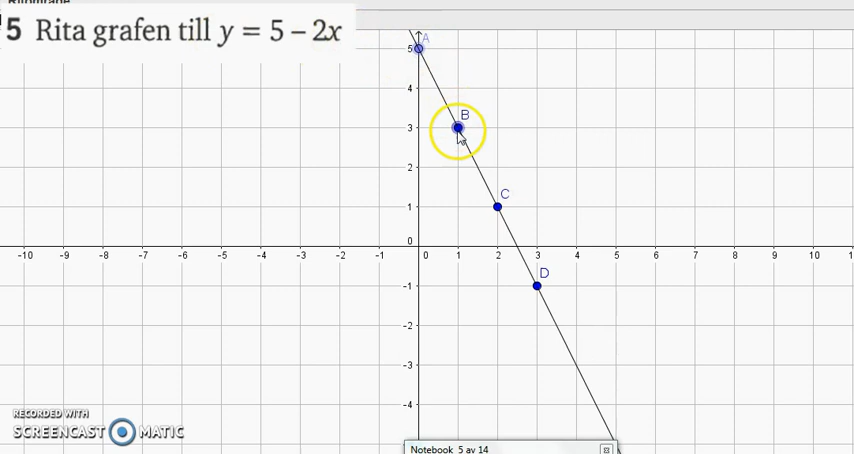 5 Rita grafen till y = 5 – 2x
A
5
4
B
3
2
C
1
0
-10 -9 -8 -7 -6 -5 -4 -3 -2 -1 0 1 2 3 4 5 6 7 8 9 10 11
D
-1
-2
-3
-4
RECORDED WITH
SCREENCAST MATIC
Notebook 5 av 14